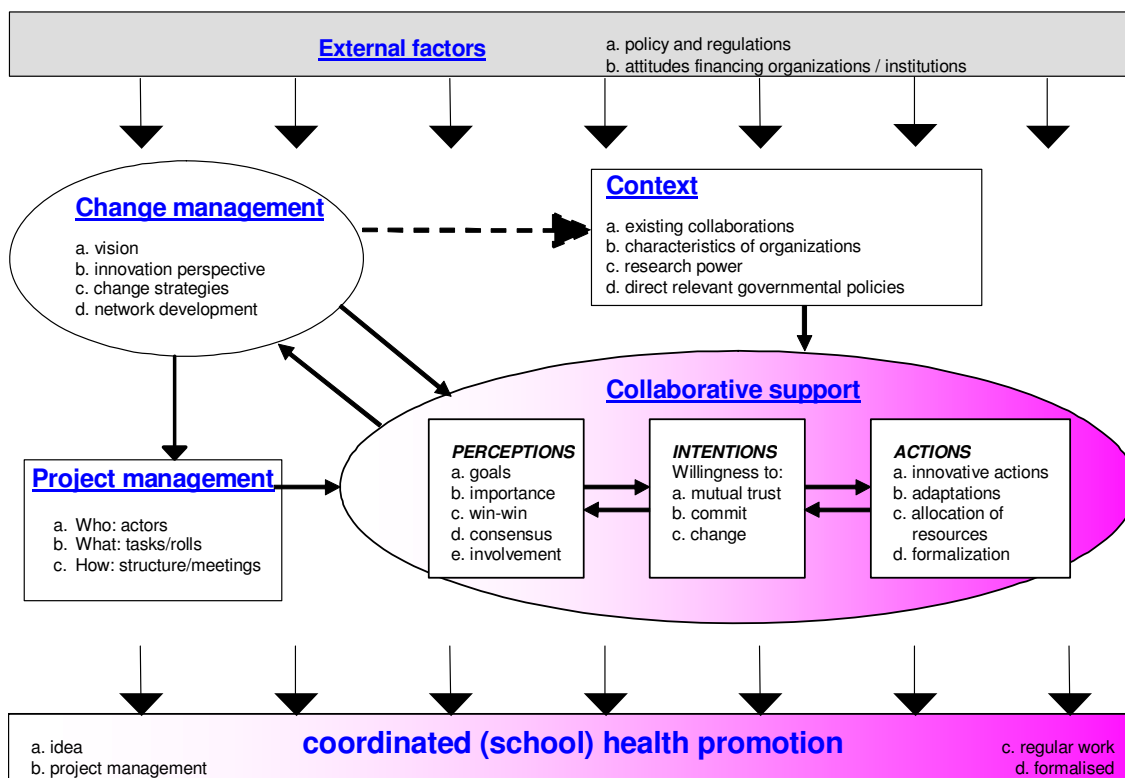 External factors
a. policy and regulations
b. attitudes financing organizations / institutions
Change management
a. vision
b. innovation perspective
c. change strategies
d. network development
Context
a. existing collaborations
b. characteristics of organizations
c. research power
d. direct relevant governmental policies
Collaborative support
Project management
a. Who: actors
b. What: tasks/rolls
c. How: structure/meetings
PERCEPTIONS
a. goals
b. importance
c. win-win
d. consensus
e. involvement
INTENTIONS
Willingness to:
a. mutual trust
b. commit
c. change
ACTIONS
a. innovative actions
b. adaptations
c. allocation of
resources
d. formalization
coordinated (school) health promotion
a. idea
b. project management
c. regular work
d. formalised